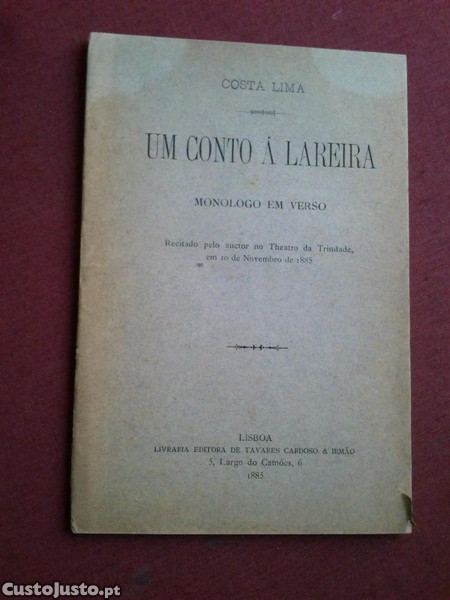 COSTA LIMA
UM CONTO Á LAREIRA
MONOLOGO EM VERSO
Recitado pelo auctor no Theatro da Trindade,
em 10 de Novembro de 1885
LISBOA
LIVRARIA EDITORA DE TAVARES CARDOSO & IRMÃO
5, Largo do Camões, 6
1885
CustoJusto.pt